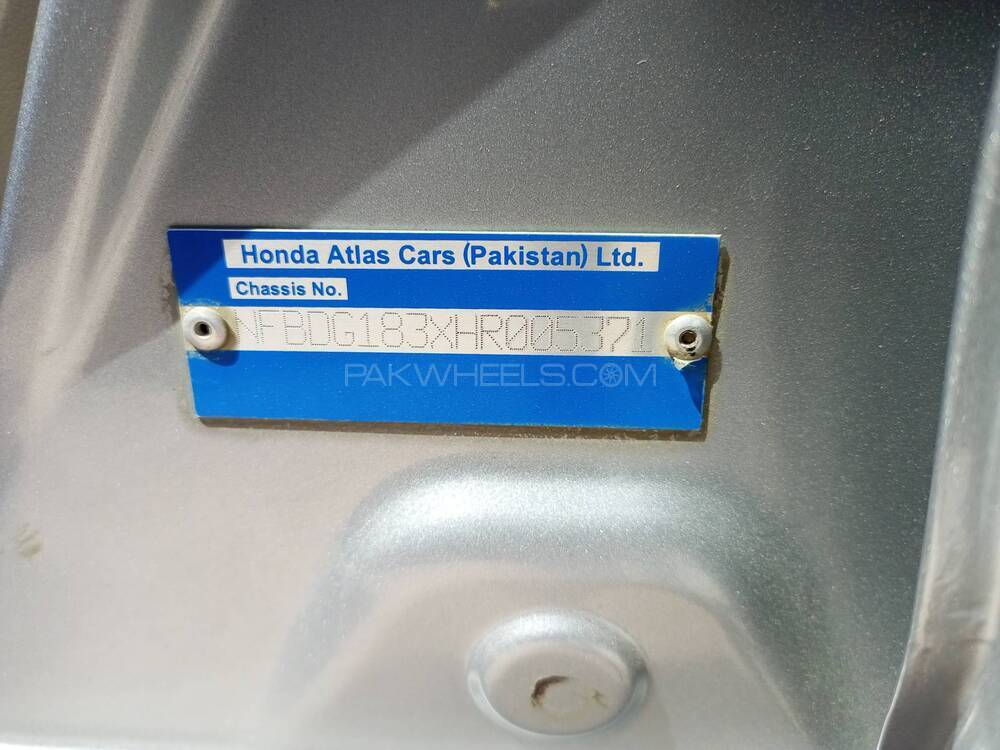 Honda Atlas Cars (Pakistan) Ltd.
Chassis No.
NFBDG183XHR005371
PAKWHEELS.COM